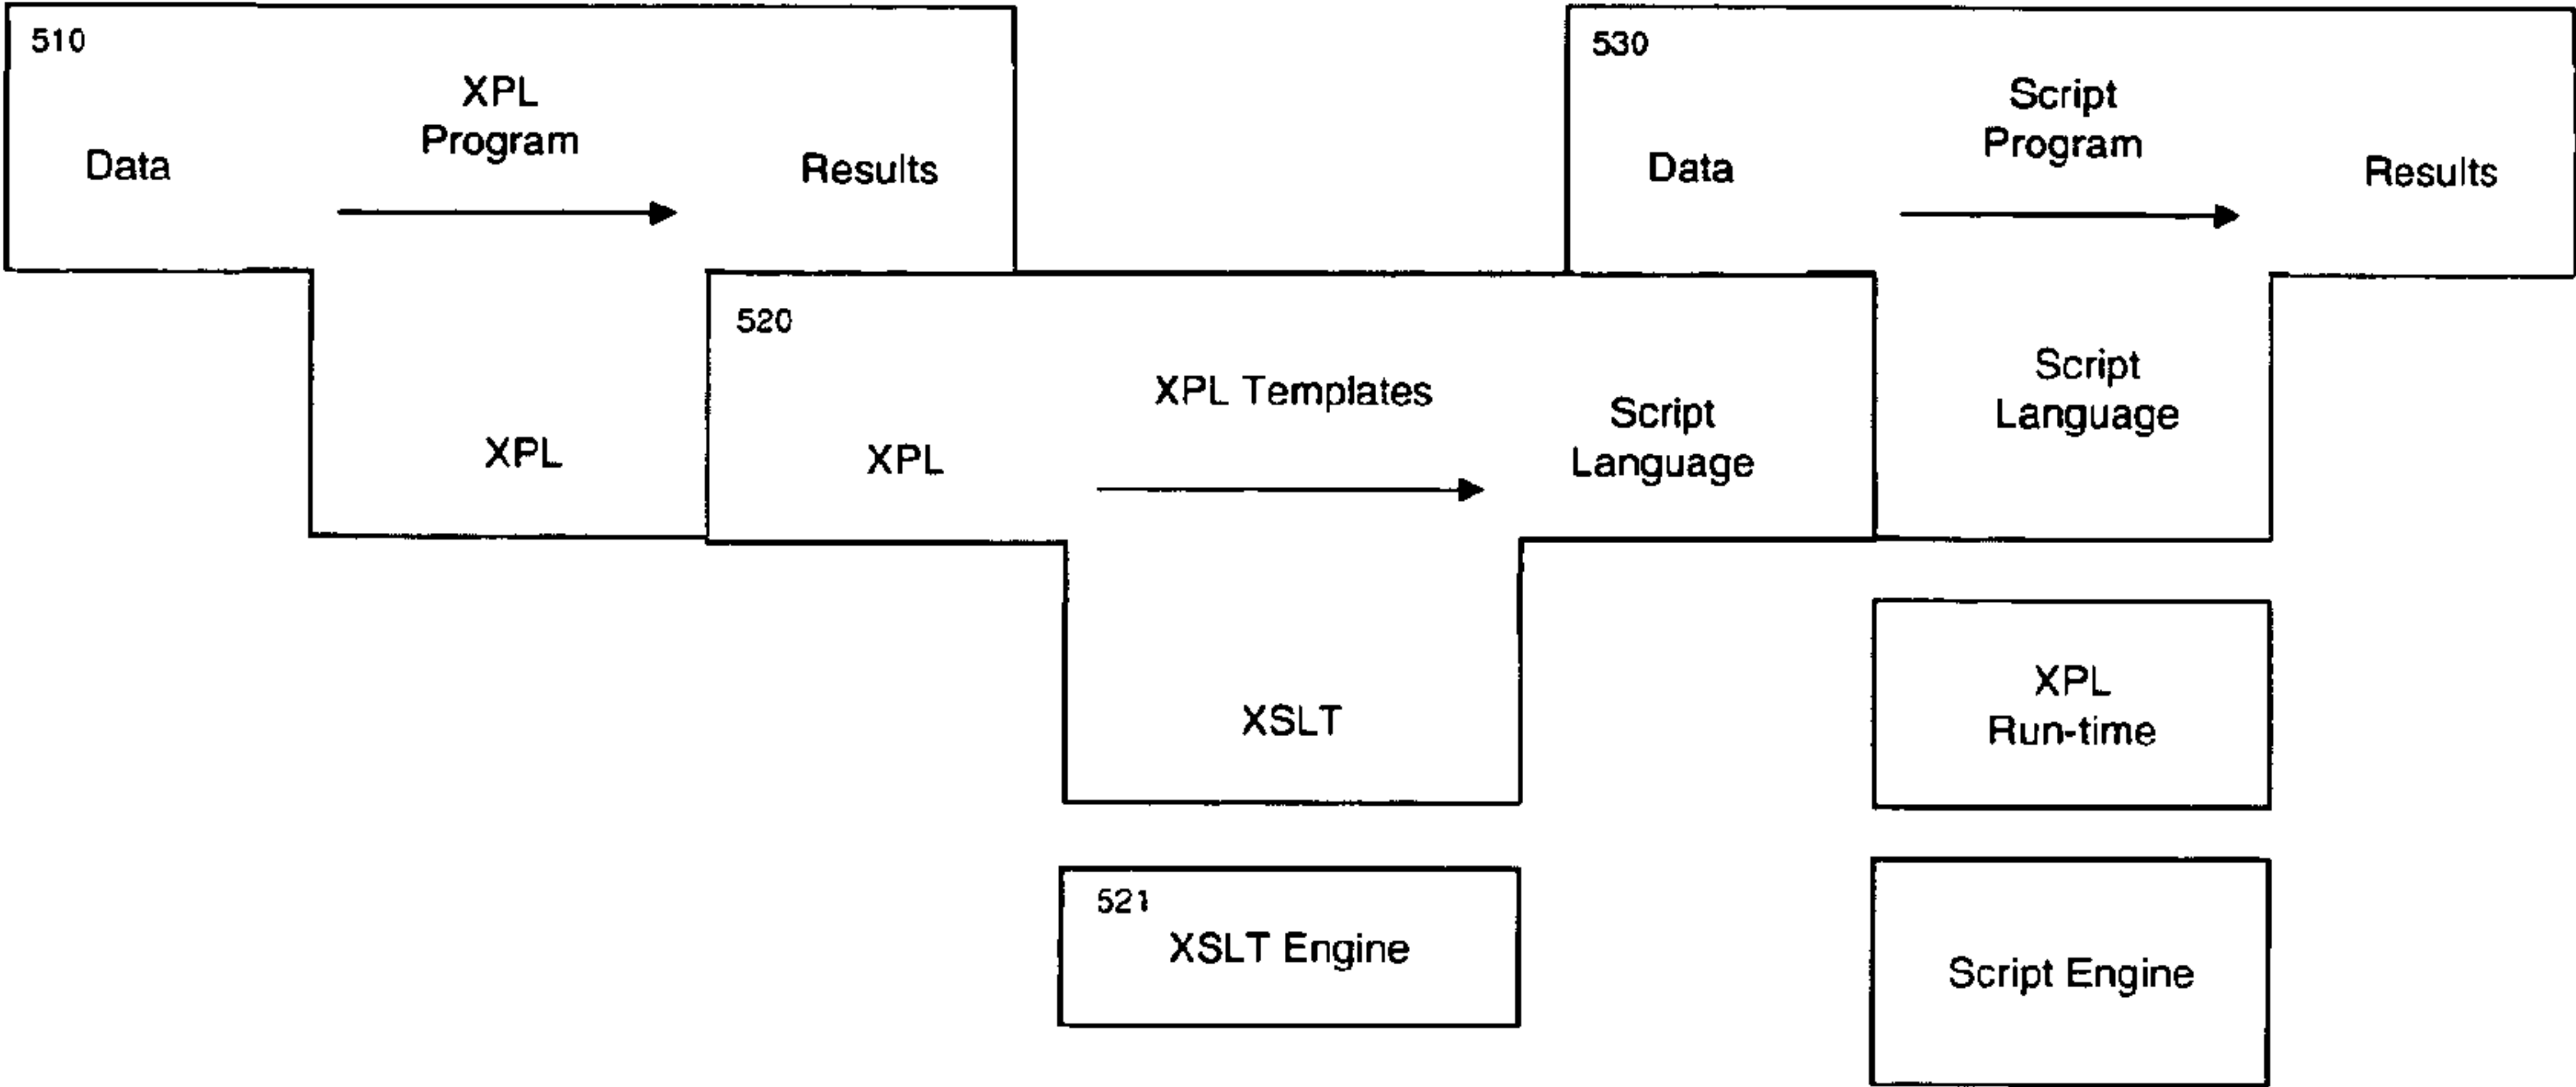 510
XPL
Program
Data
Results
530
Script
Program
Data
Results
520
XPL
XPL
XPL Templates
Script
Language
Script
Language
XSLT
XPL
Run-time
521
XSLT Engine
Script Engine